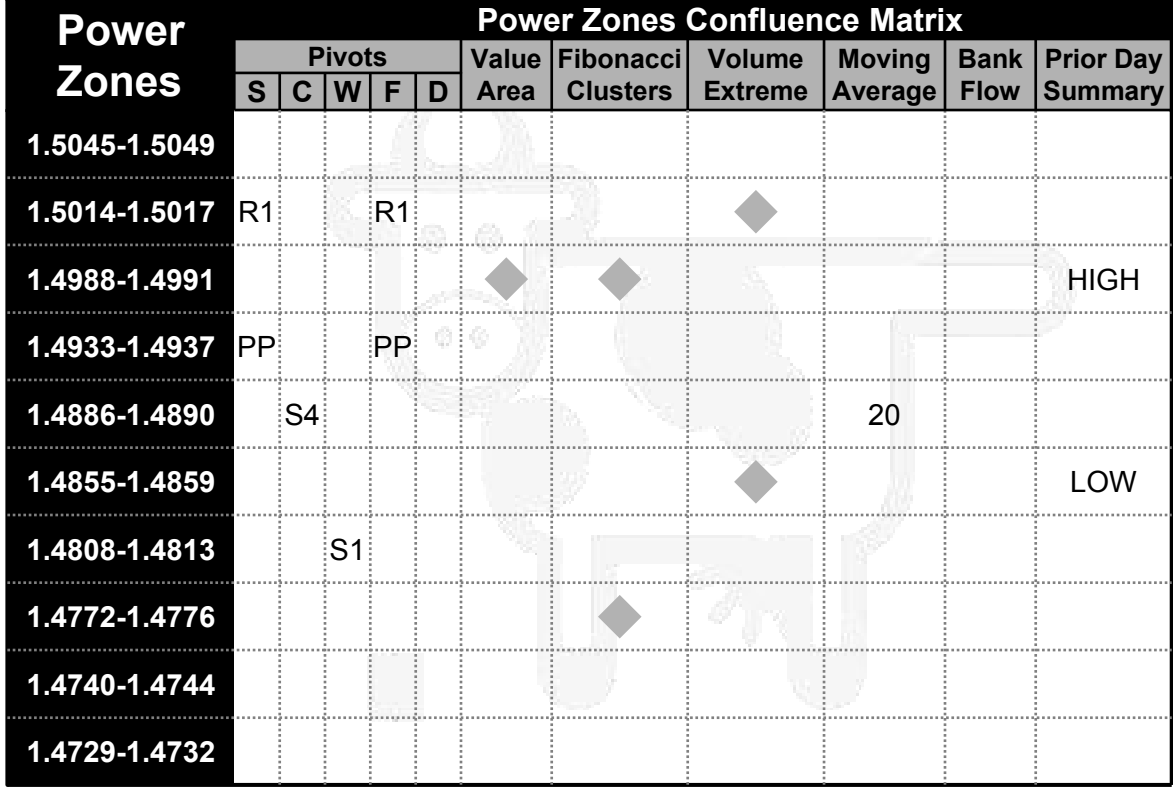 Power Zones
Power Zones Confluence Matrix
Pivots
Value Area
Fibonacci Clusters
Volume Extreme
Moving Average
Bank Flow
Prior Day Summary
S C W F D
1.5045-1.5049
1.5014-1.5017 R1 R1
1.4988-1.4991 HIGH
1.4933-1.4937 PP PP
1.4886-1.4890 S4 20
1.4855-1.4859 LOW
1.4808-1.4813 S1
1.4772-1.4776
1.4740-1.4744
1.4729-1.4732